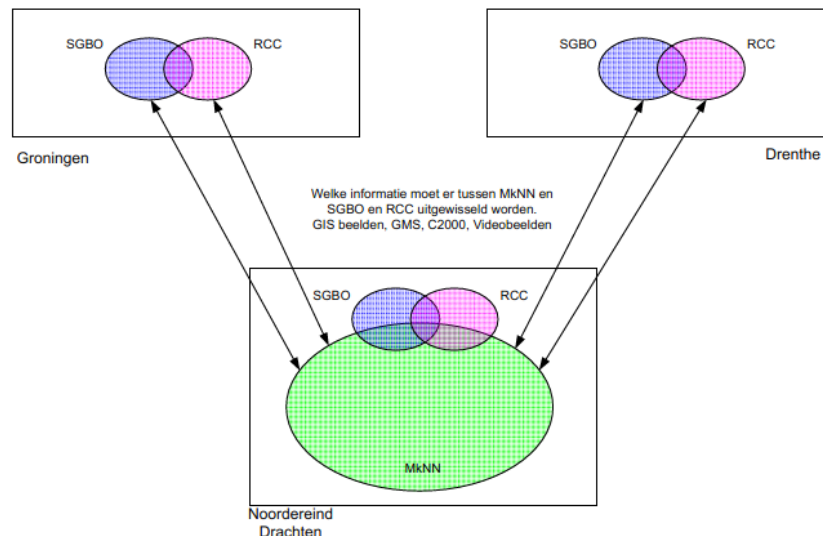 SGBO
RCC
SGBO
RCC
Groningen
Drenthe
Welke informatie moet er tussen MkNN en
SGBO en RCC uitgewisseld worden.
GIS beelden, GMS, C2000, Videobeelden
SGBO
RCC
MkNN
Noordereind
Drachten